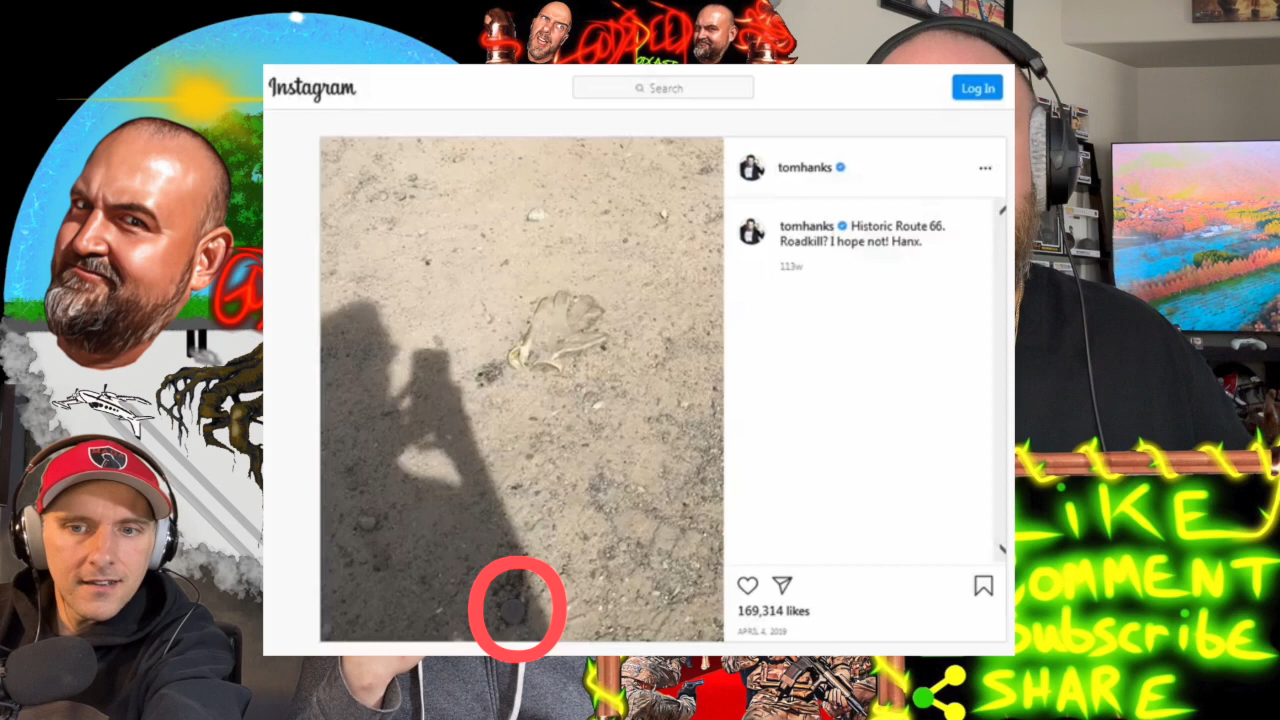 Instagram
Search
Log In
tomhanks
tomhanks Historic Route 66.
Roadkill? I hope not! Hanx.
113w
169,314 likes
APRIL 4, 2019
LiKE
COMMENT
Subscribe
SHARE